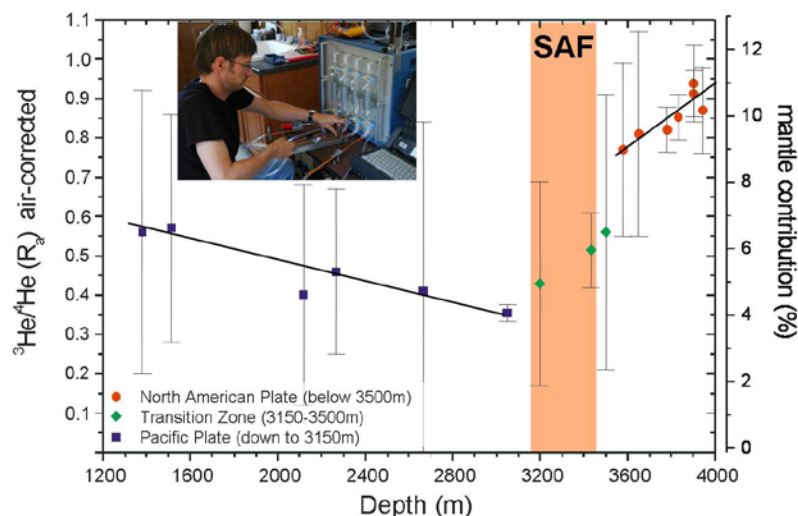 1.1
1.0
0.9
0.8
0.7
0.6
0.5
0.4
0.3
0.2
0.1
³He/⁴He (Rₐ) air-corrected
SAF
North American Plate (below 3500m)
Transition Zone (3150-3500m)
Pacific Plate (down to 3150m)
12
10
8
6
4
2
0
mantle contribution (%)
1200 1600 2000 2400 2800 3200 3600 4000
Depth (m)